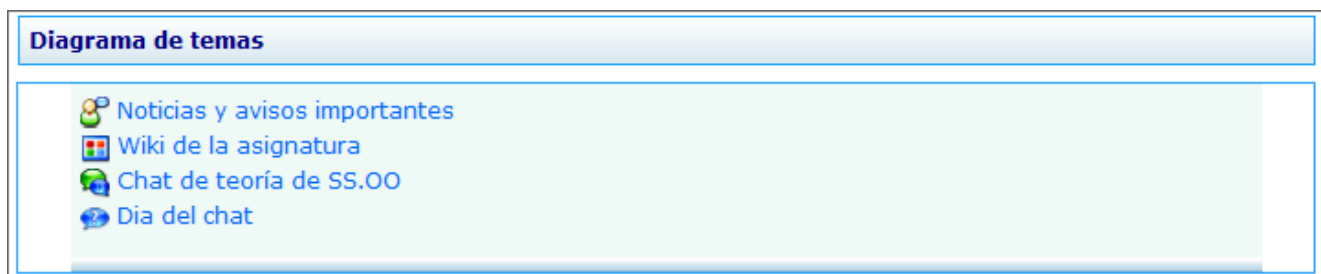 Diagrama de temas
Noticias y avisos importantes
Wiki de la asignatura
Chat de teoría de SS.OO
Dia del chat